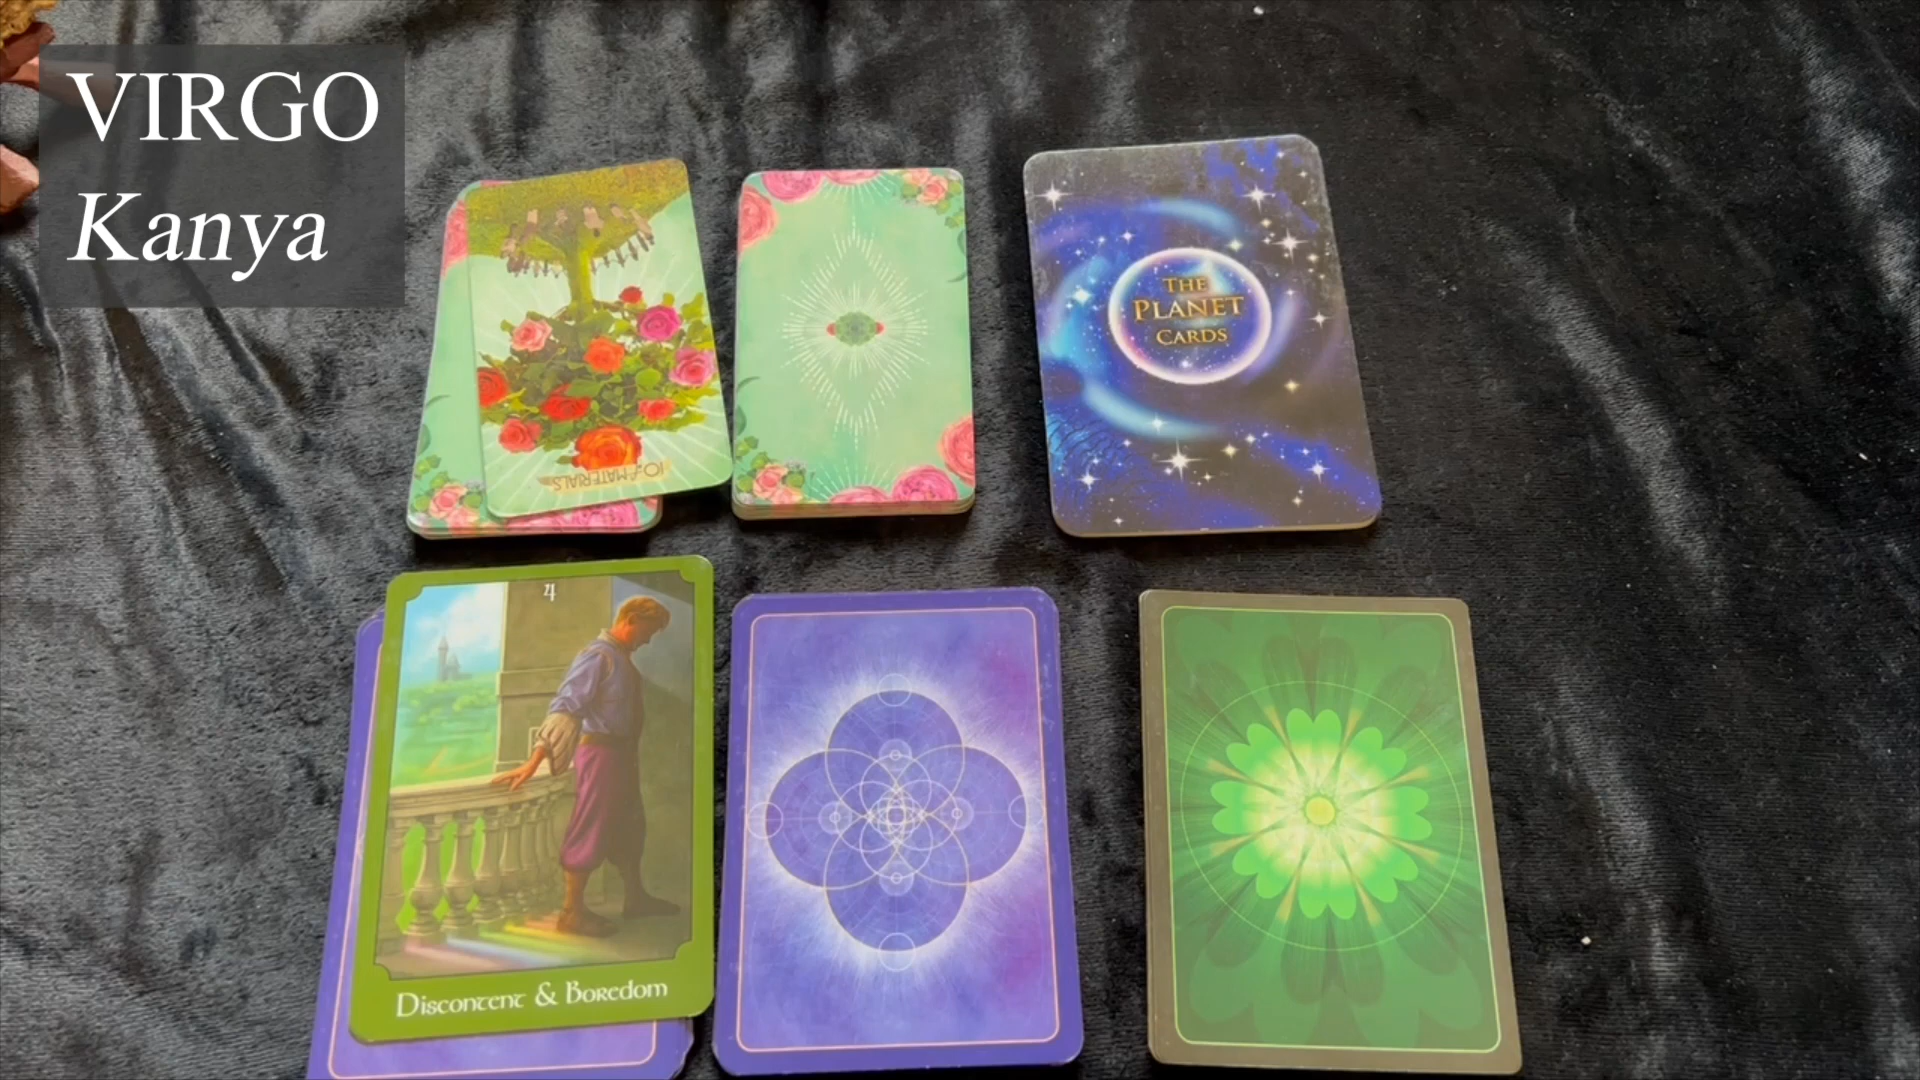 VIRGO
Kanya
10 of MATERIALS
THE
PLANET
CARDS
4
Discontent & Boredom